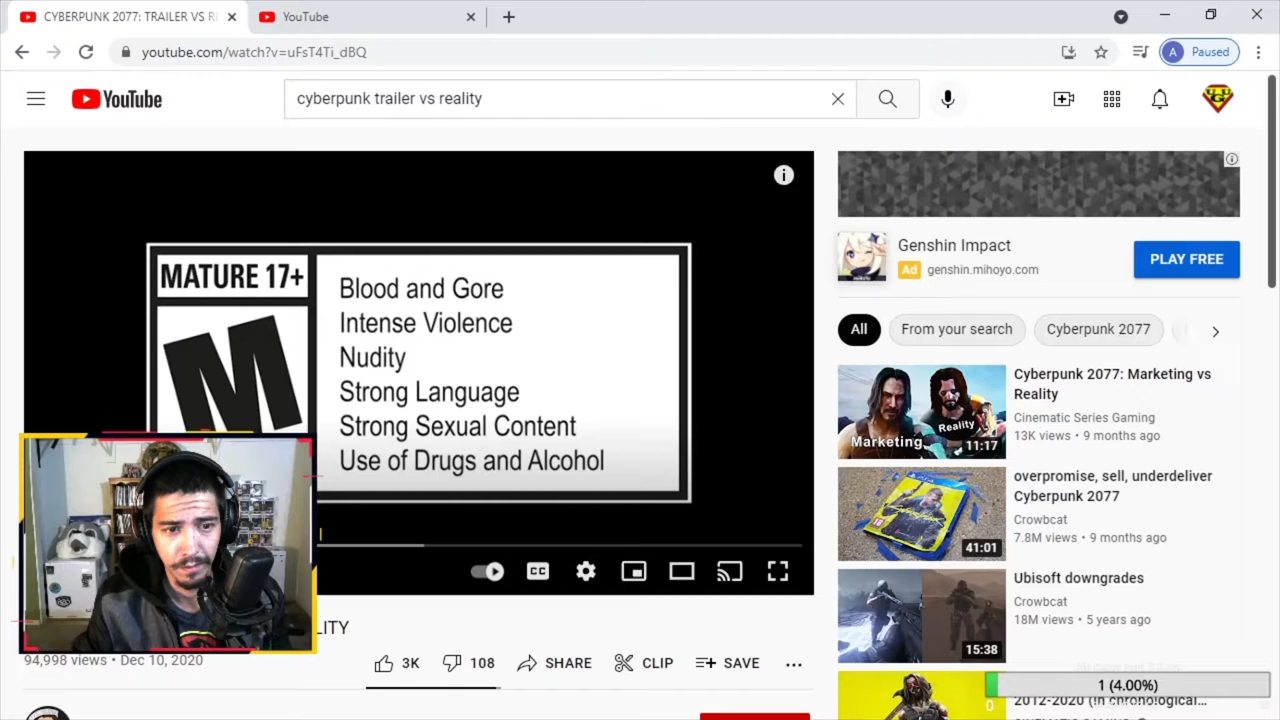 CYBERPUNK 2077: TRAILER VS R
YouTube
youtube.com/watch?v=uFsT4Ti_dBQ
A
Paused
YouTube
cyberpunk trailer vs reality
MATURE 17+
M
Blood and Gore
Intense Violence
Nudity
Strong Language
Strong Sexual Content
Use of Drugs and Alcohol
CC
LITY
94,998 views • Dec 10, 2020
3K
108
SHARE
CLIP
SAVE
Genshin Impact
Ad
genshin.mihoyo.com
PLAY FREE
All
From your search
Cyberpunk 2077
Marketing
Reality
11:17
Cyberpunk 2077: Marketing vs
Reality
Cinematic Series Gaming
13K views • 9 months ago
41:01
overpromise, sell, underdeliver
Cyberpunk 2077
Crowbcat
7.8M views • 9 months ago
15:38
Ubisoft downgrades
Crowbcat
18M views • 5 years ago
1 (4.00%)
0
2012-2020 (in chronological...